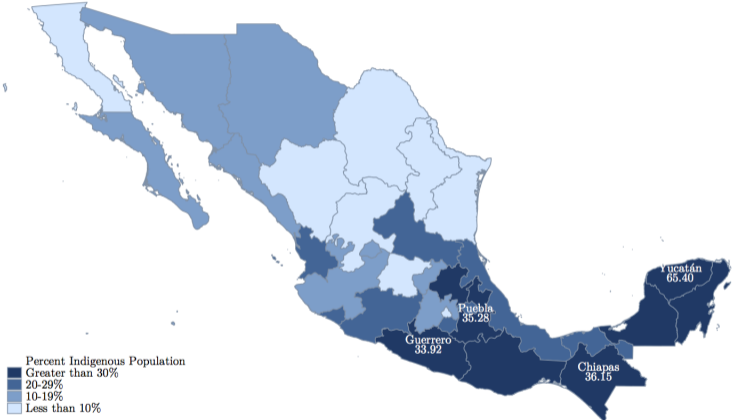 Yucatán
65.40
Puebla
35.28
Guerrero
33.92
Chiapas
36.15
Percent Indigenous Population
Greater than 30%
20-29%
10-19%
Less than 10%